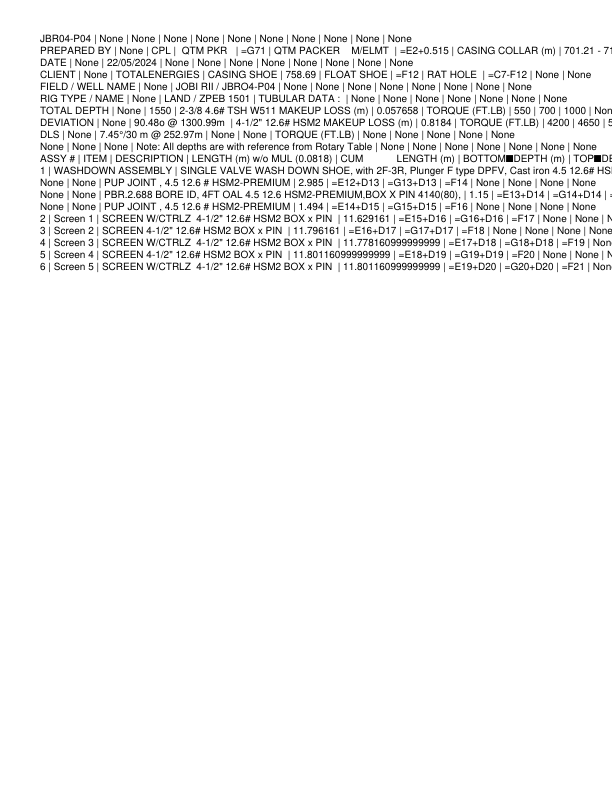 JBR04-P04 | None | None | None | None | None | None | None | None
PREPARED BY | None | CPL | QTM PKR | =G71 | QTM PACKER M/ELMT | =E2+0.515 | CASING COLLAR (m) | 701.21 - 71
DATE | None | 22/05/2024 | None | None | None | None | None | None
CLIENT | None | TOTALENERGIES | CASING SHOE | 758.69 | FLOAT SHOE | =F12 | RAT HOLE | =C7-F12 | None | None
FIELD / WELL NAME | None | JOBI RII / JBRO4-P04 | None | None | None | None | None | None
RIG TYPE / NAME | None | LAND / ZPEB 1501 | TUBULAR DATA : | None | None | None | None | None | None
TOTAL DEPTH | None | 1550 | 2-3/8 4.6# TSH W511 MAKEUP LOSS (m) | 0.057658 | TORQUE (FT.LB) | 550 | 700 | 1000 | Non
DEVIATION | None | 90.48o @ 1300.99m | 4-1/2" 12.6# HSM2 MAKEUP LOSS (m) | 0.8184 | TORQUE (FT.LB) | 4200 | 4650 | 5
DLS | None | 7.45°/30 m @ 252.97m | None | None | TORQUE (FT.LB) | None | None | None | None
None | None | None | Note: All depths are with reference from Rotary Table | None | None | None | None | None
ASSY # | ITEM | DESCRIPTION | LENGTH (m) w/o MUL (0.0818) | CUM LENGTH (m) | BOTTOM■DEPTH (m) | TOP■DE
1 | WASHDOWN ASSEMBLY | SINGLE VALVE WASH DOWN SHOE, with 2F-3R, Plunger F type DPFV, Cast iron 4.5 12.6# HSM
None | None | PUP JOINT , 4.5 12.6 # HSM2-PREMIUM | 2.985 | =E12+D13 | =G13+D13 | =F14 | None | None | None | None
None | None | PBR.2.688 BORE ID, 4FT OAL 4.5 12.6 HSM2-PREMIUM,BOX X PIN 4140(80), | 1.15 | =E13+D14 | =G14+D14 | =
None | None | PUP JOINT , 4.5 12.6 # HSM2-PREMIUM | 1.494 | =E14+D15 | =G15+D15 | =F16 | None | None | None | None
2 | Screen 1 | SCREEN W/CTRLZ 4-1/2" 12.6# HSM2 BOX x PIN | 11.629161 | =E15+D16 | =G16+D16 | =F17 | None | None | N
3 | Screen 2 | SCREEN 4-1/2" 12.6# HSM2 BOX x PIN | 11.796161 | =E16+D17 | =G17+D17 | =F18 | None | None | None | N
4 | Screen 3 | SCREEN W/CTRLZ 4-1/2" 12.6# HSM2 BOX x PIN | 11.778160999999999 | =E17+D18 | =G18+D18 | =F19 | Non
5 | Screen 4 | SCREEN 4-1/2" 12.6# HSM2 BOX x PIN | 11.801160999999999 | =E18+D19 | =G19+D19 | =F20 | None | None | N
6 | Screen 5 | SCREEN W/CTRLZ 4-1/2" 12.6# HSM2 BOX x PIN | 11.801160999999999 | =E19+D20 | =G20+D20 | =F21 | Non